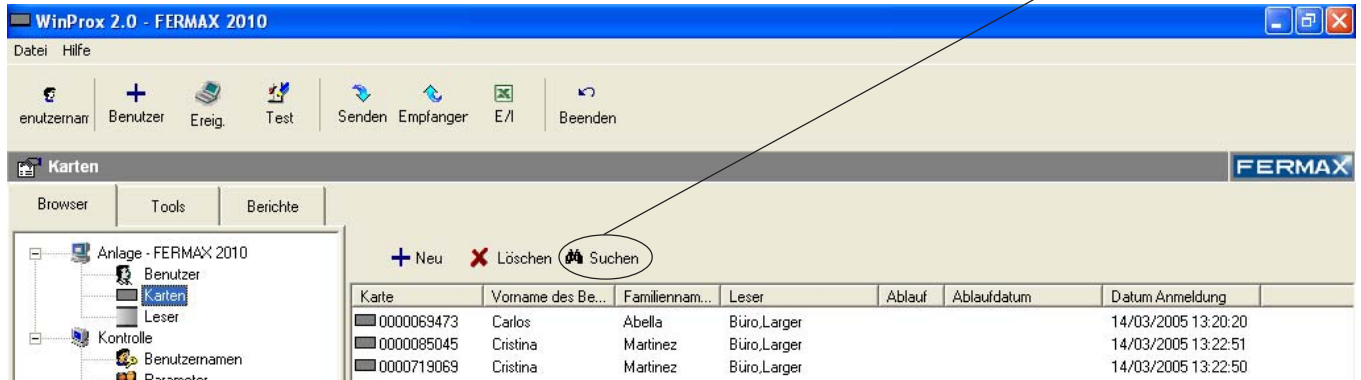 WinProx 2.0 - FERMAX 2010
Datei Hilfe
enutzernam Benutzer Ereig. Test Senden Empfanger E/I Beenden
Karten FERMAX
Browser Tools Berichte
Anlage - FERMAX 2010
Neu Löschen Suchen
Benutzer
Karten
Karte Vorname des Be... Familiennam... Leser Ablauf Ablaufdatum Datum Anmeldung
Leser
0000069473 Carlos Abella Büro,Larger 14/03/2005 13:20:20
Kontrolle
0000085045 Cristina Martinez Büro,Larger 14/03/2005 13:22:51
Benutzernamen
0000719069 Cristina Martinez Büro,Larger 14/03/2005 13:22:50
Parameter